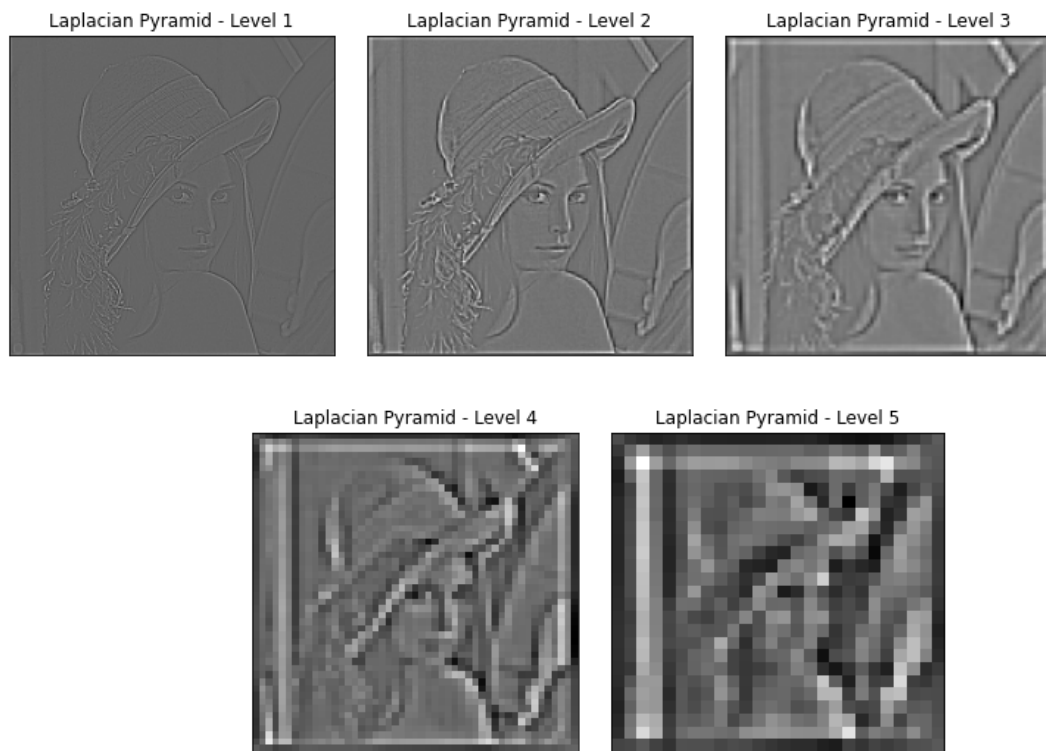 Laplacian Pyramid - Level 1
Laplacian Pyramid - Level 2
Laplacian Pyramid - Level 3
Laplacian Pyramid - Level 4
Laplacian Pyramid - Level 5